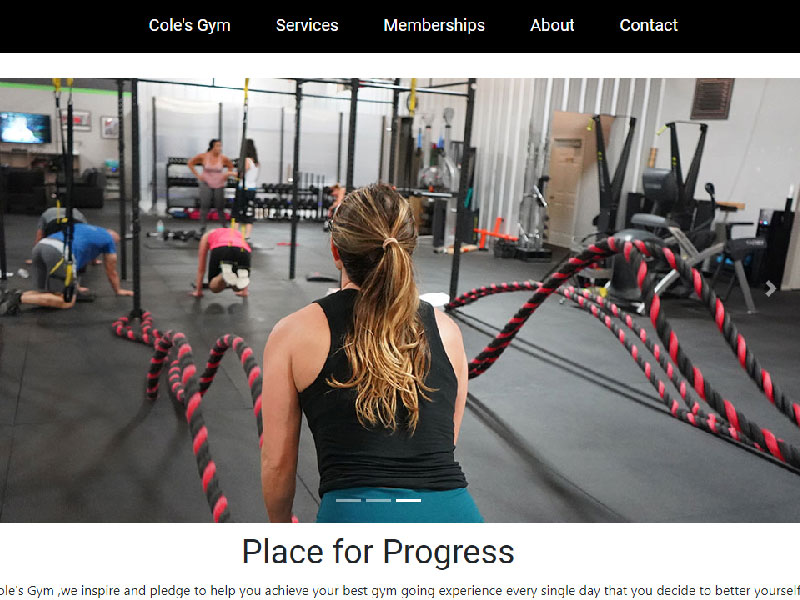 Cole's Gym Services Memberships About Contact
Place for Progress
ole's Gym ,we inspire and pledge to help you achieve your best gym going experience every single day that you decide to better yourself